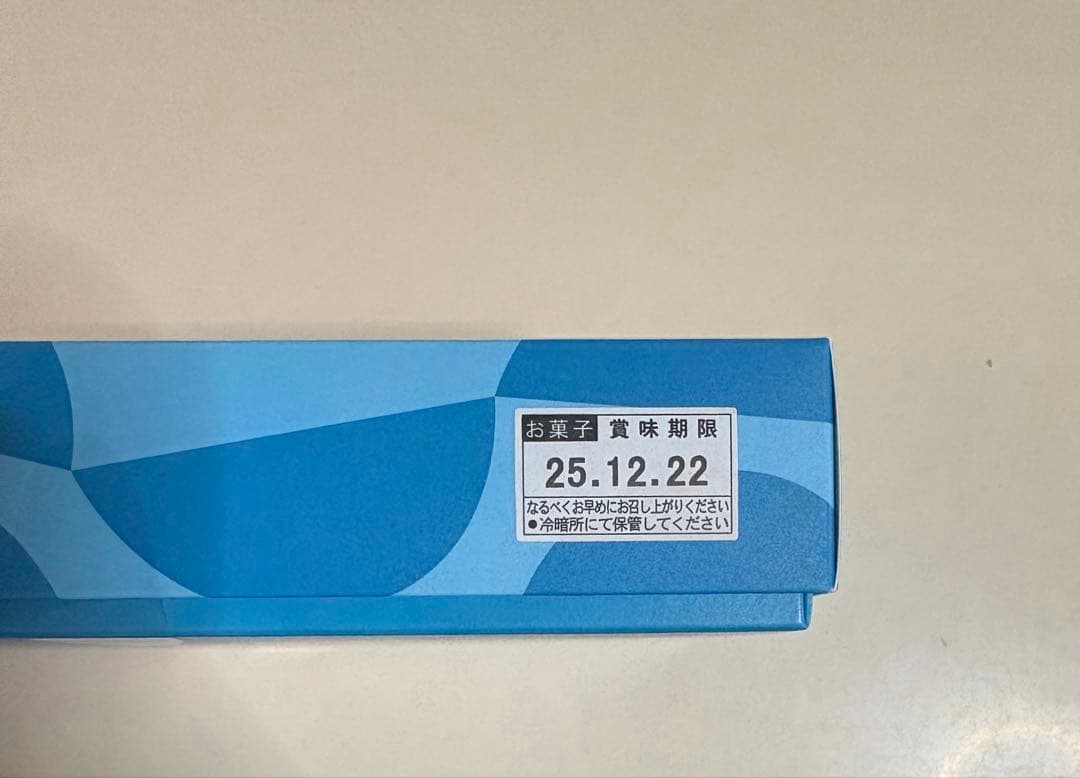 お菓子 賞味期限
25.12.22
なるべくお早めにお召し上がりください
●冷暗所にて保管してください